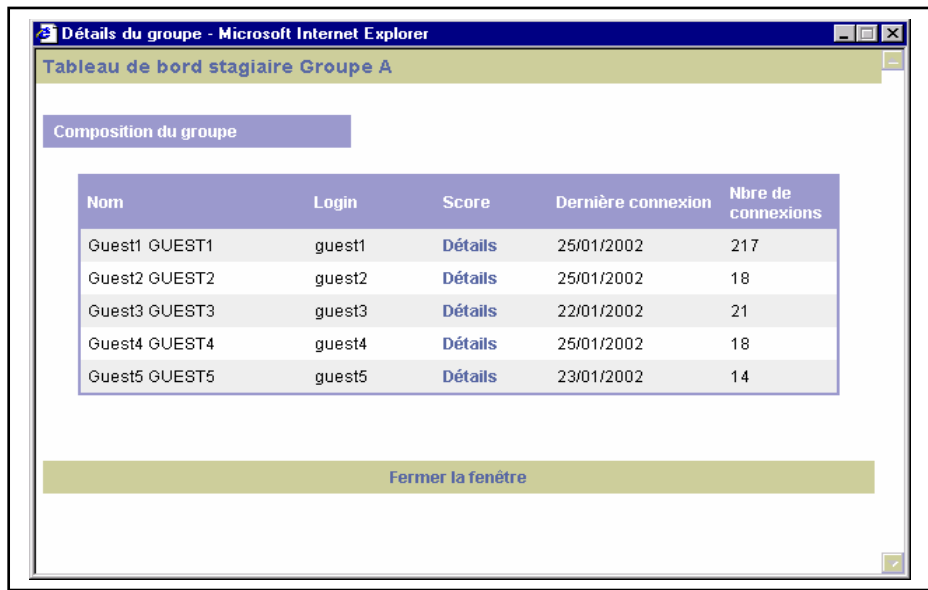 Détails du groupe - Microsoft Internet Explorer
Tableau de bord stagiaire Groupe A
Composition du groupe
Nom Login Score Dernière connexion Nbre de connexions
Guest1 GUEST1 guest1 Détails 25/01/2002 217
Guest2 GUEST2 guest2 Détails 25/01/2002 18
Guest3 GUEST3 guest3 Détails 22/01/2002 21
Guest4 GUEST4 guest4 Détails 25/01/2002 18
Guest5 GUEST5 guest5 Détails 23/01/2002 14
Fermer la fenêtre